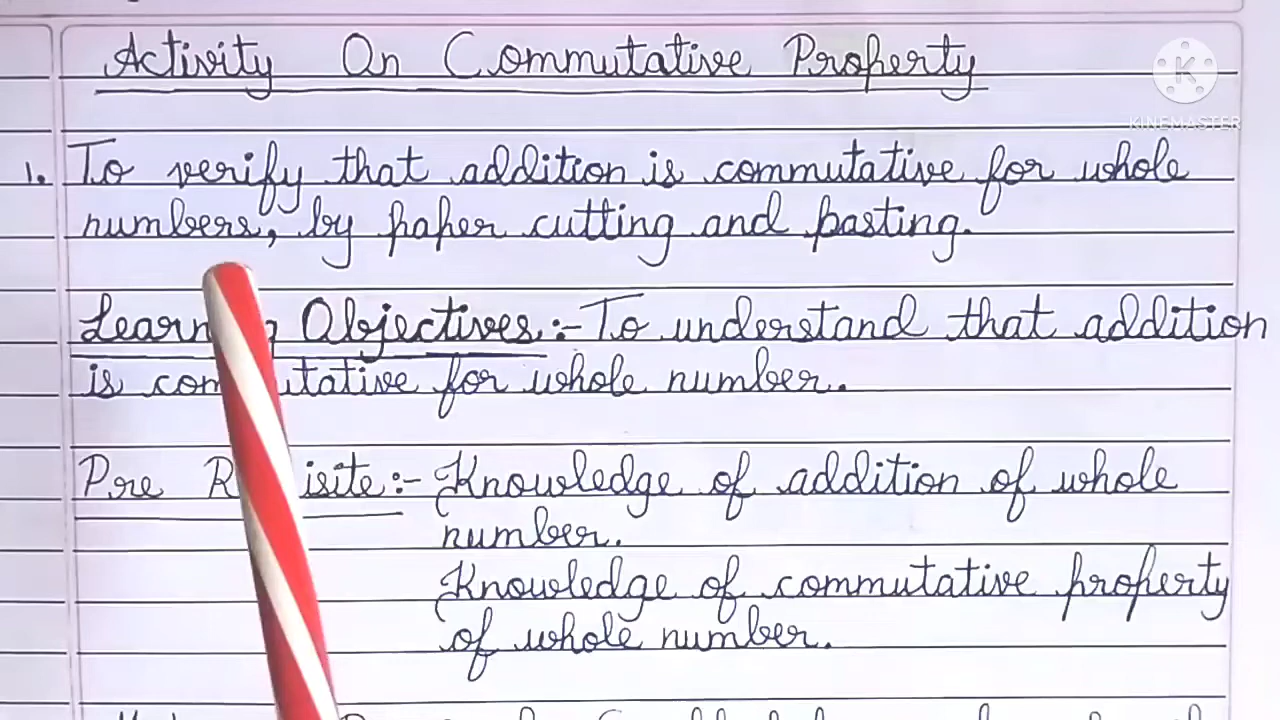 Activity On Commutative Property
KINEMASTER
1. To verify that addition is commutative for whole
numbers, by paper cutting and pasting.
Objectives:- To understand that addition
is for whole number.
Pre :- Knowledge of addition of whole
number.
Knowledge of commutative property
of whole number.